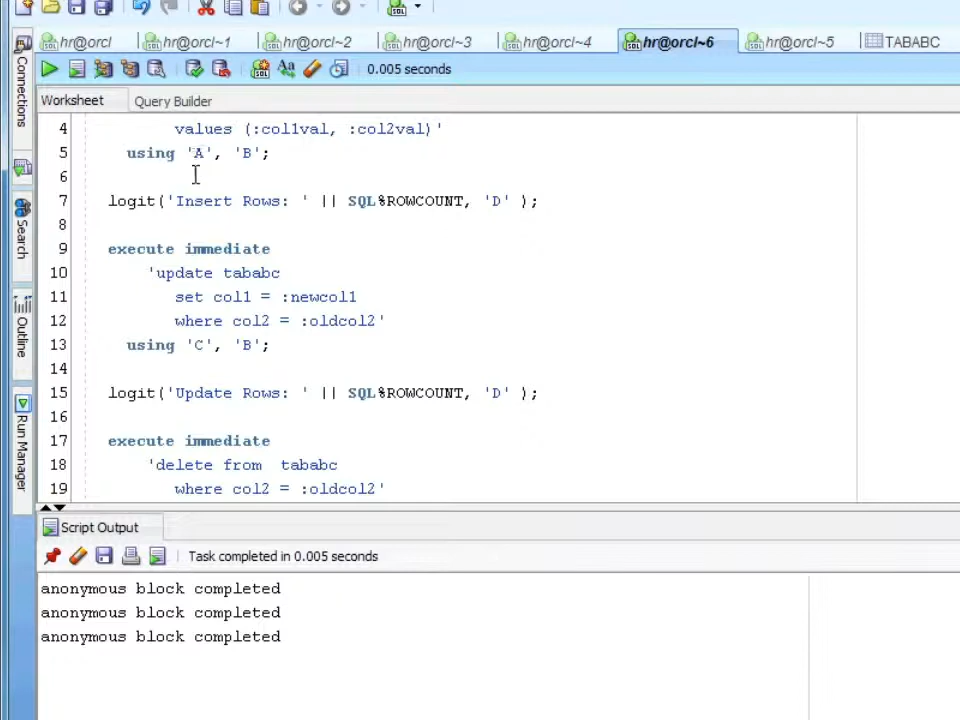 hr@orcl hr@orcl~1 hr@orcl~2 hr@orcl~3 hr@orcl~4 hr@orcl~6 hr@orcl~5 TABABC
0.005 seconds
Worksheet Query Builder
Connections
Search
Outline
Run Manager
4 values (:col1val, :col2val)'
5 using 'A', 'B';
6
7 logit('Insert Rows: ' || SQL%ROWCOUNT, 'D' );
8
9 execute immediate
10 'update tababc
11 set col1 = :newcol1
12 where col2 = :oldcol2'
13 using 'C', 'B';
14
15 logit('Update Rows: ' || SQL%ROWCOUNT, 'D' );
16
17 execute immediate
18 'delete from  tababc
19 where col2 = :oldcol2'
Script Output
Task completed in 0.005 seconds
anonymous block completed
anonymous block completed
anonymous block completed